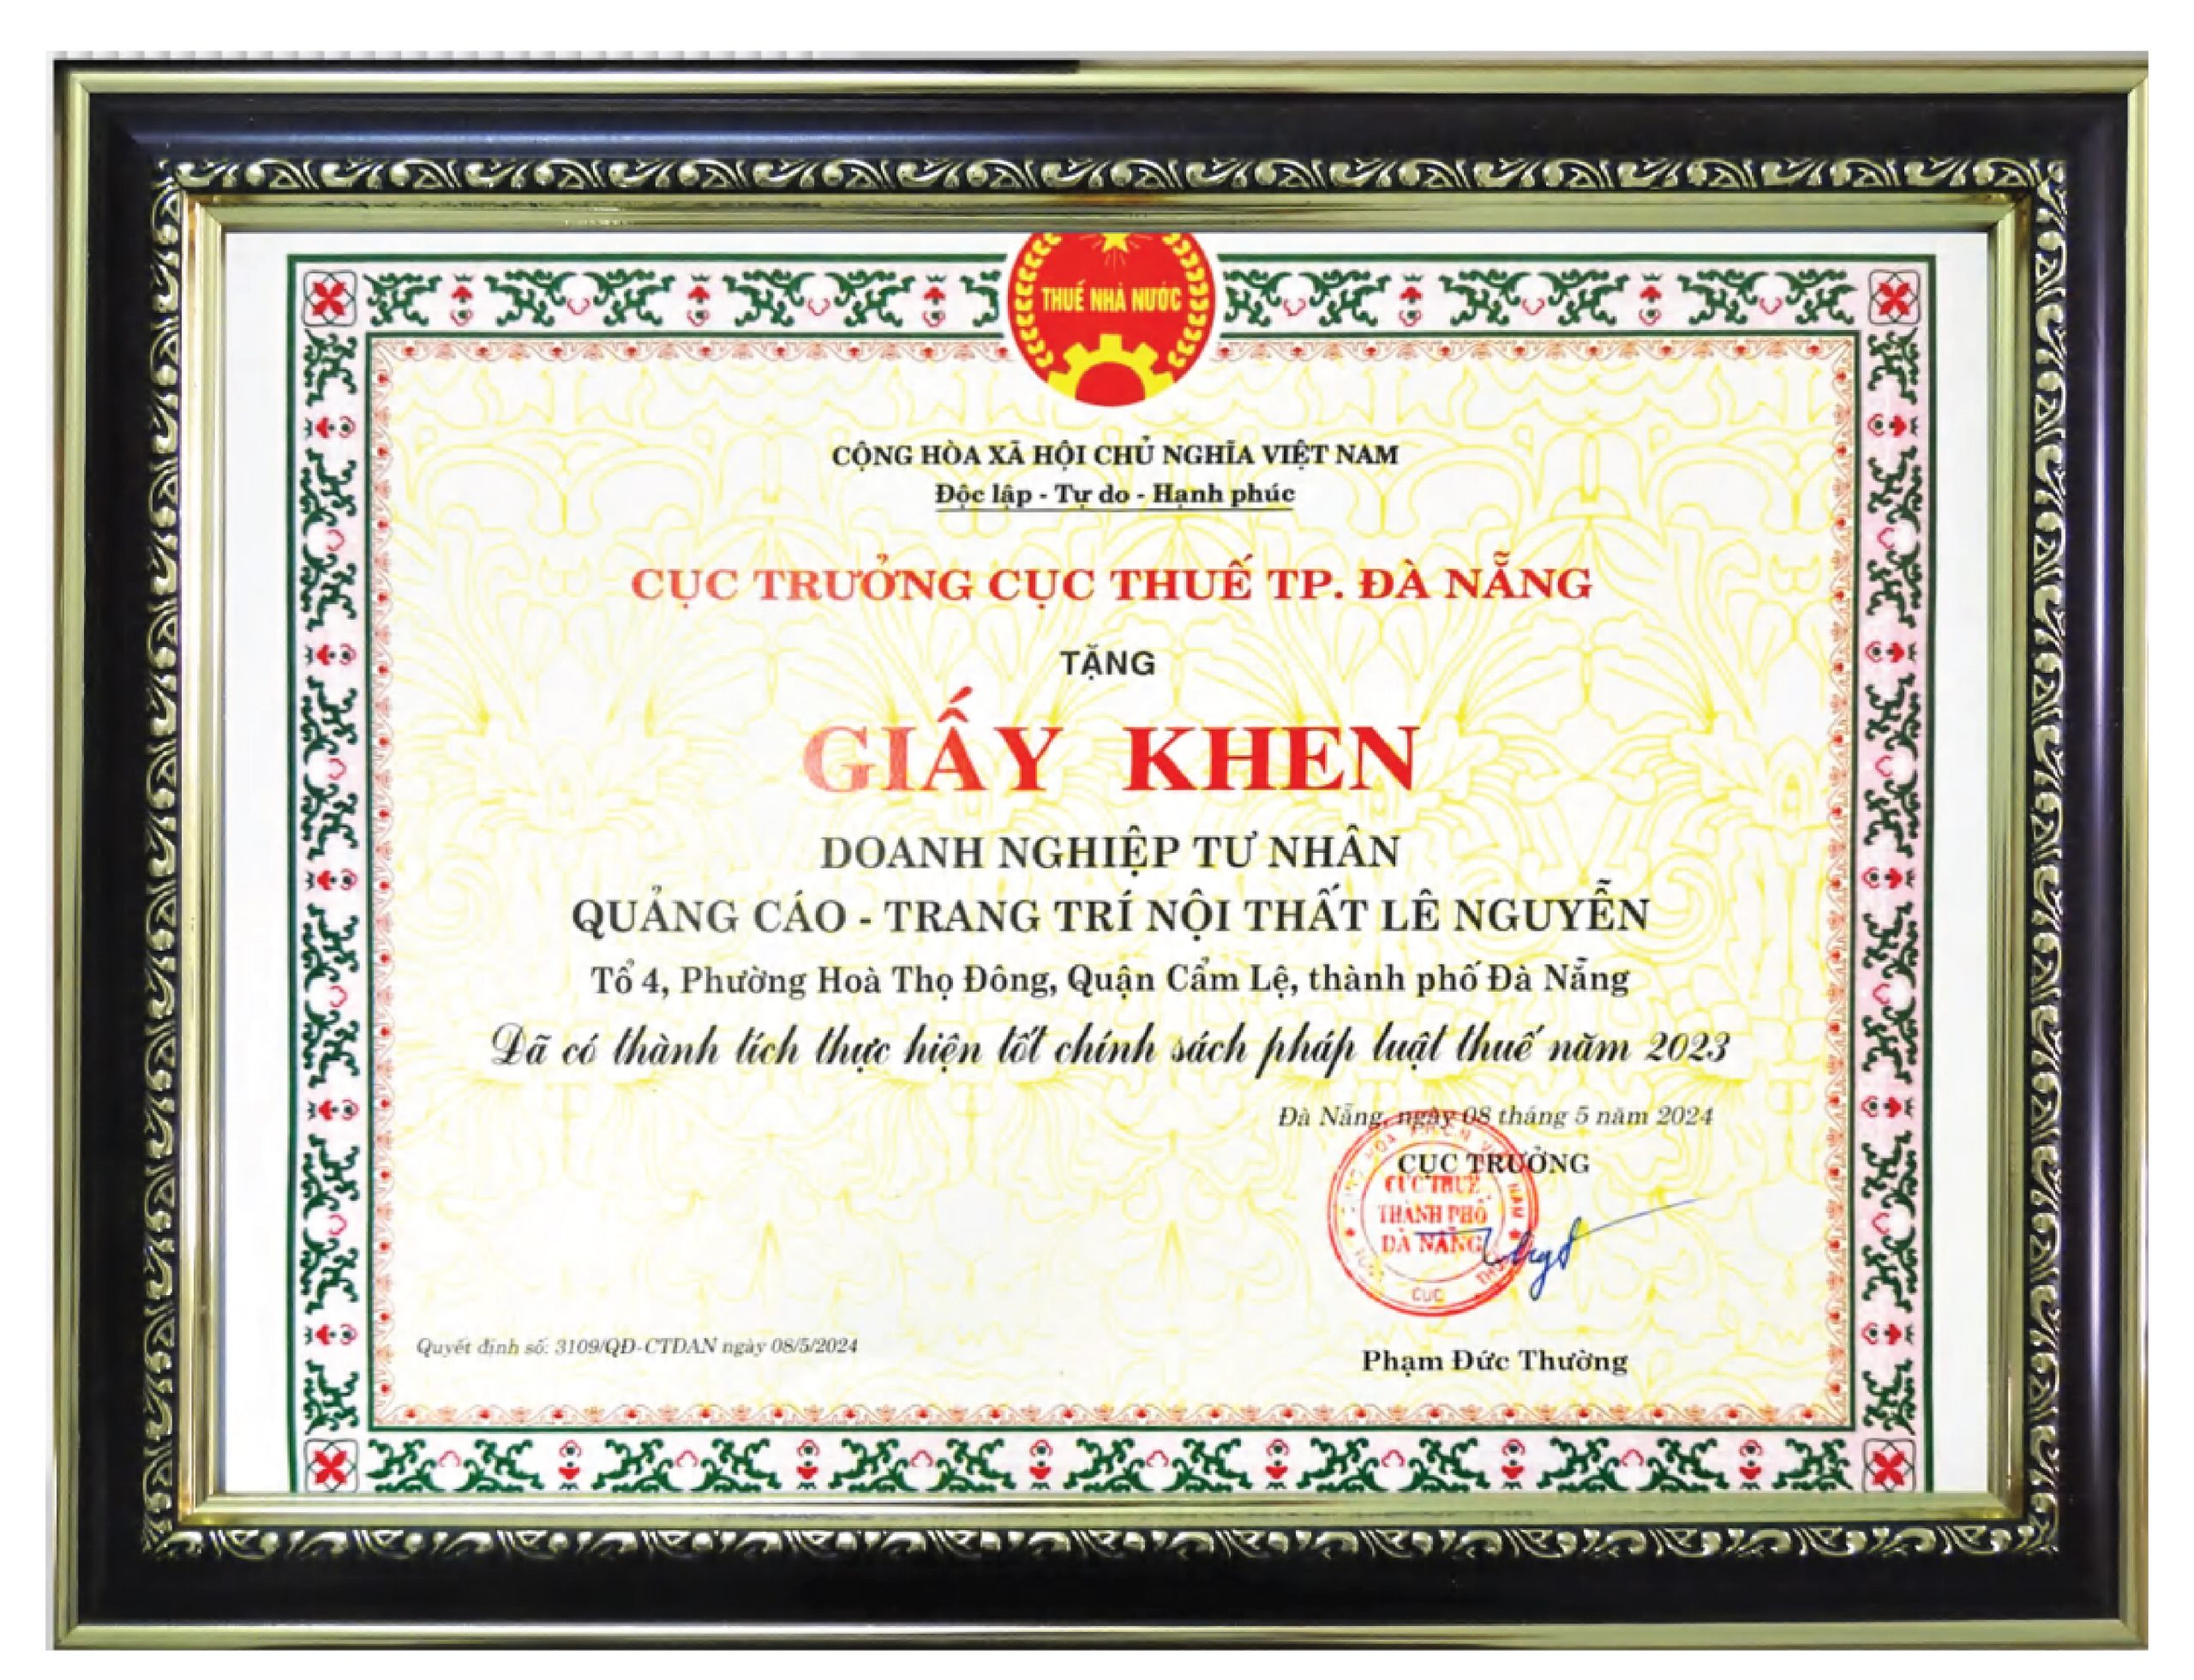 THUẾ NHÀ NƯỚC
CỘNG HÒA XÃ HỘI CHỦ NGHĨA VIỆT NAM
Độc lập - Tự do - Hạnh phúc
CỤC TRƯỞNG CỤC THUẾ TP. ĐÀ NẴNG
TẶNG
GIẤY KHEN
DOANH NGHIỆP TƯ NHÂN
QUẢNG CÁO - TRANG TRÍ NỘI THẤT LÊ NGUYỄN
Tổ 4, Phường Hoà Thọ Đông, Quận Cẩm Lệ, thành phố Đà Nẵng
Đã có thành tích thực hiện tốt chính sách pháp luật thuế năm 2023
Đà Nẵng, ngày 08 tháng 5 năm 2024
CỤC TRƯỞNG
CỤC THUẾ
THÀNH PHỐ
ĐÀ NẴNG
Phạm Đức Thường
Quyết định số: 3109/QĐ-CTDAN ngày 08/5/2024